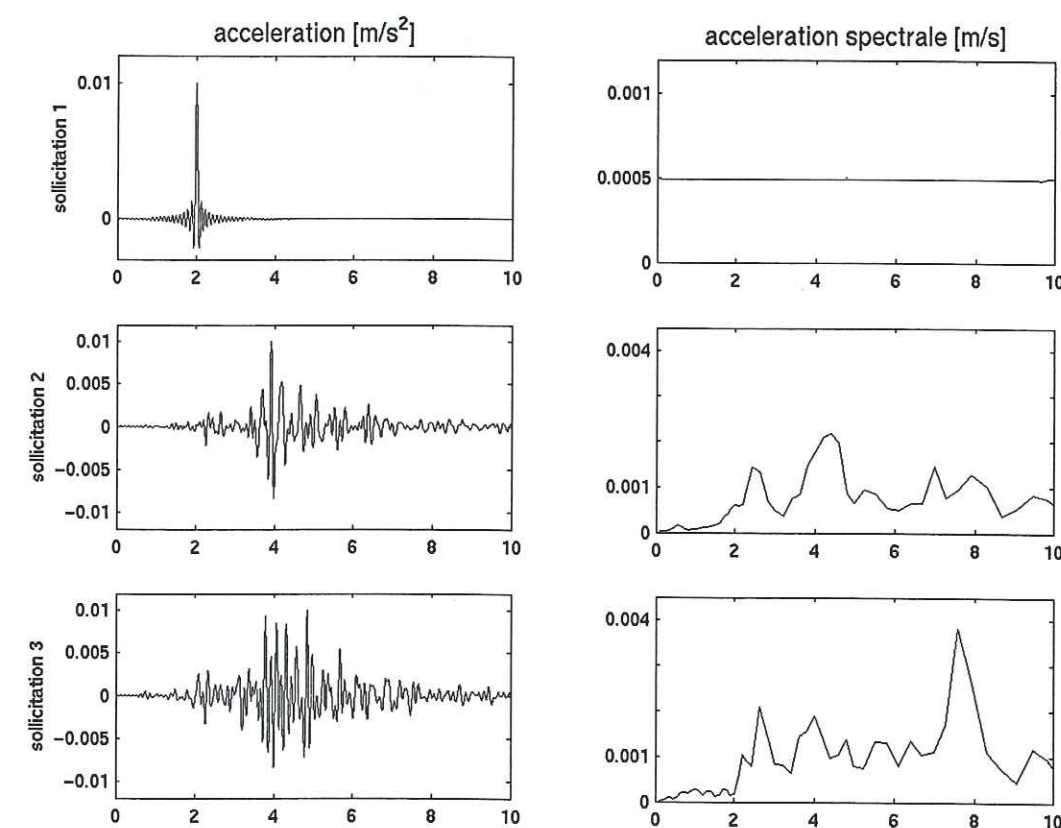 acceleration [m/s²]
acceleration spectrale [m/s]
sollicitation 1
0.01
0
0 2 4 6 8 10
0.001
0.0005
0
0 2 4 6 8 10
sollicitation 2
0.01
0.005
0
−0.005
−0.01
0 2 4 6 8 10
0.004
0.001
0
0 2 4 6 8 10
sollicitation 3
0.01
0.005
0
−0.005
−0.01
0 2 4 6 8 10
0.004
0.001
0
0 2 4 6 8 10